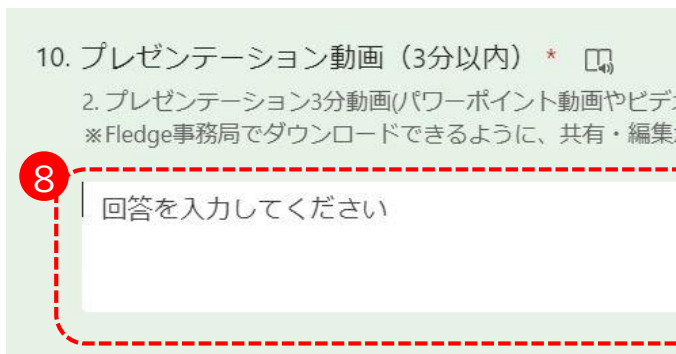 10. プレゼンテーション動画（3分以内） *
2. プレゼンテーション3分動画(パワーポイント動画やビデオ
※Fledge事務局でダウンロードできるように、共有・編集
8
回答を入力してください